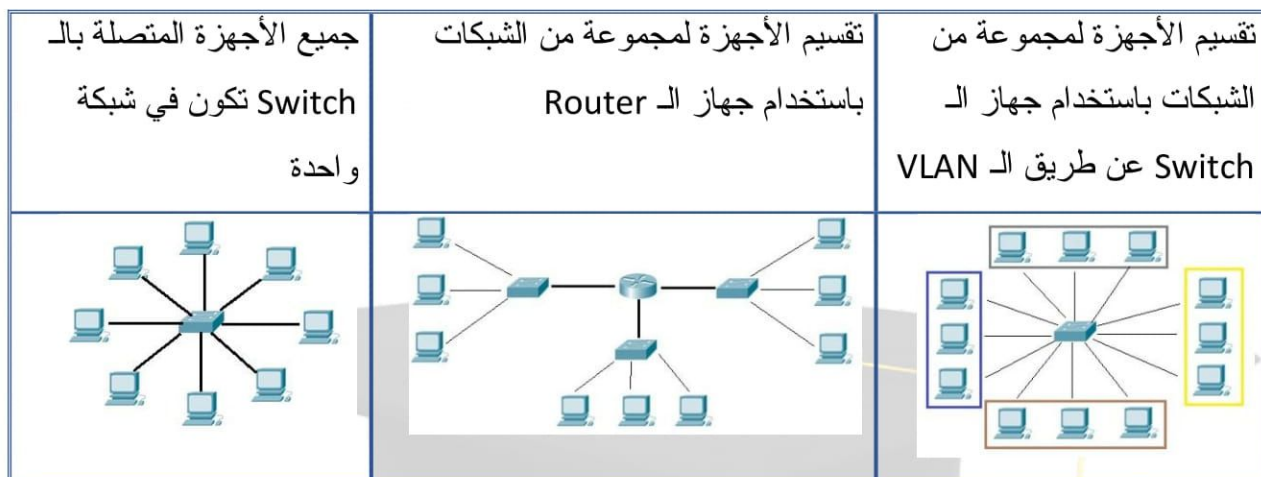 تقسيم الأجهزة لمجموعة من
الشبكات باستخدام جهاز الـ
Switch عن طريق الـ VLAN
تقسيم الأجهزة لمجموعة من الشبكات
باستخدام جهاز الـ Router
جميع الأجهزة المتصلة بالـ
Switch تكون في شبكة
واحدة